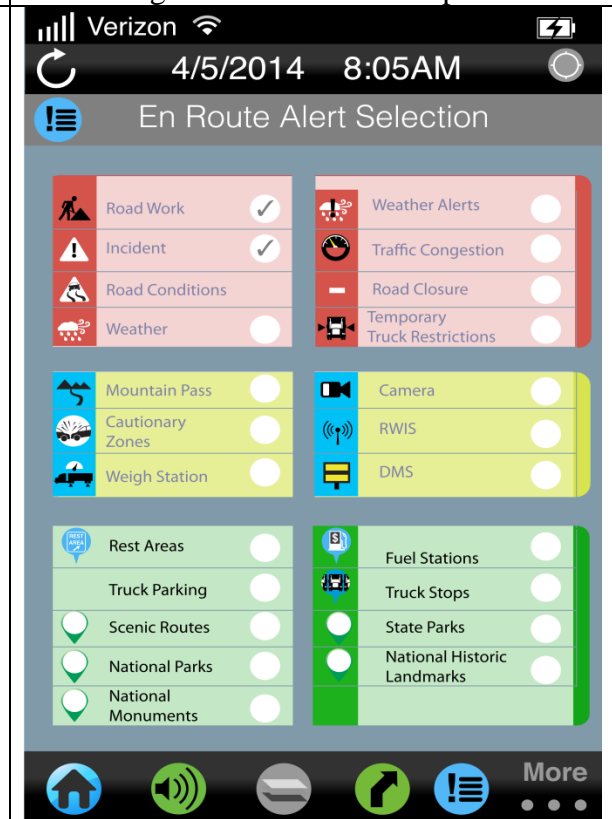 Verizon
4/5/2014 8:05AM
En Route Alert Selection
Road Work
Incident
Road Conditions
Weather
Weather Alerts
Traffic Congestion
Road Closure
Temporary
Truck Restrictions
Mountain Pass
Cautionary
Zones
Weigh Station
Camera
RWIS
DMS
REST
AREA
Rest Areas
Truck Parking
Scenic Routes
National Parks
National
Monuments
$
Fuel Stations
Truck Stops
State Parks
National Historic
Landmarks
More